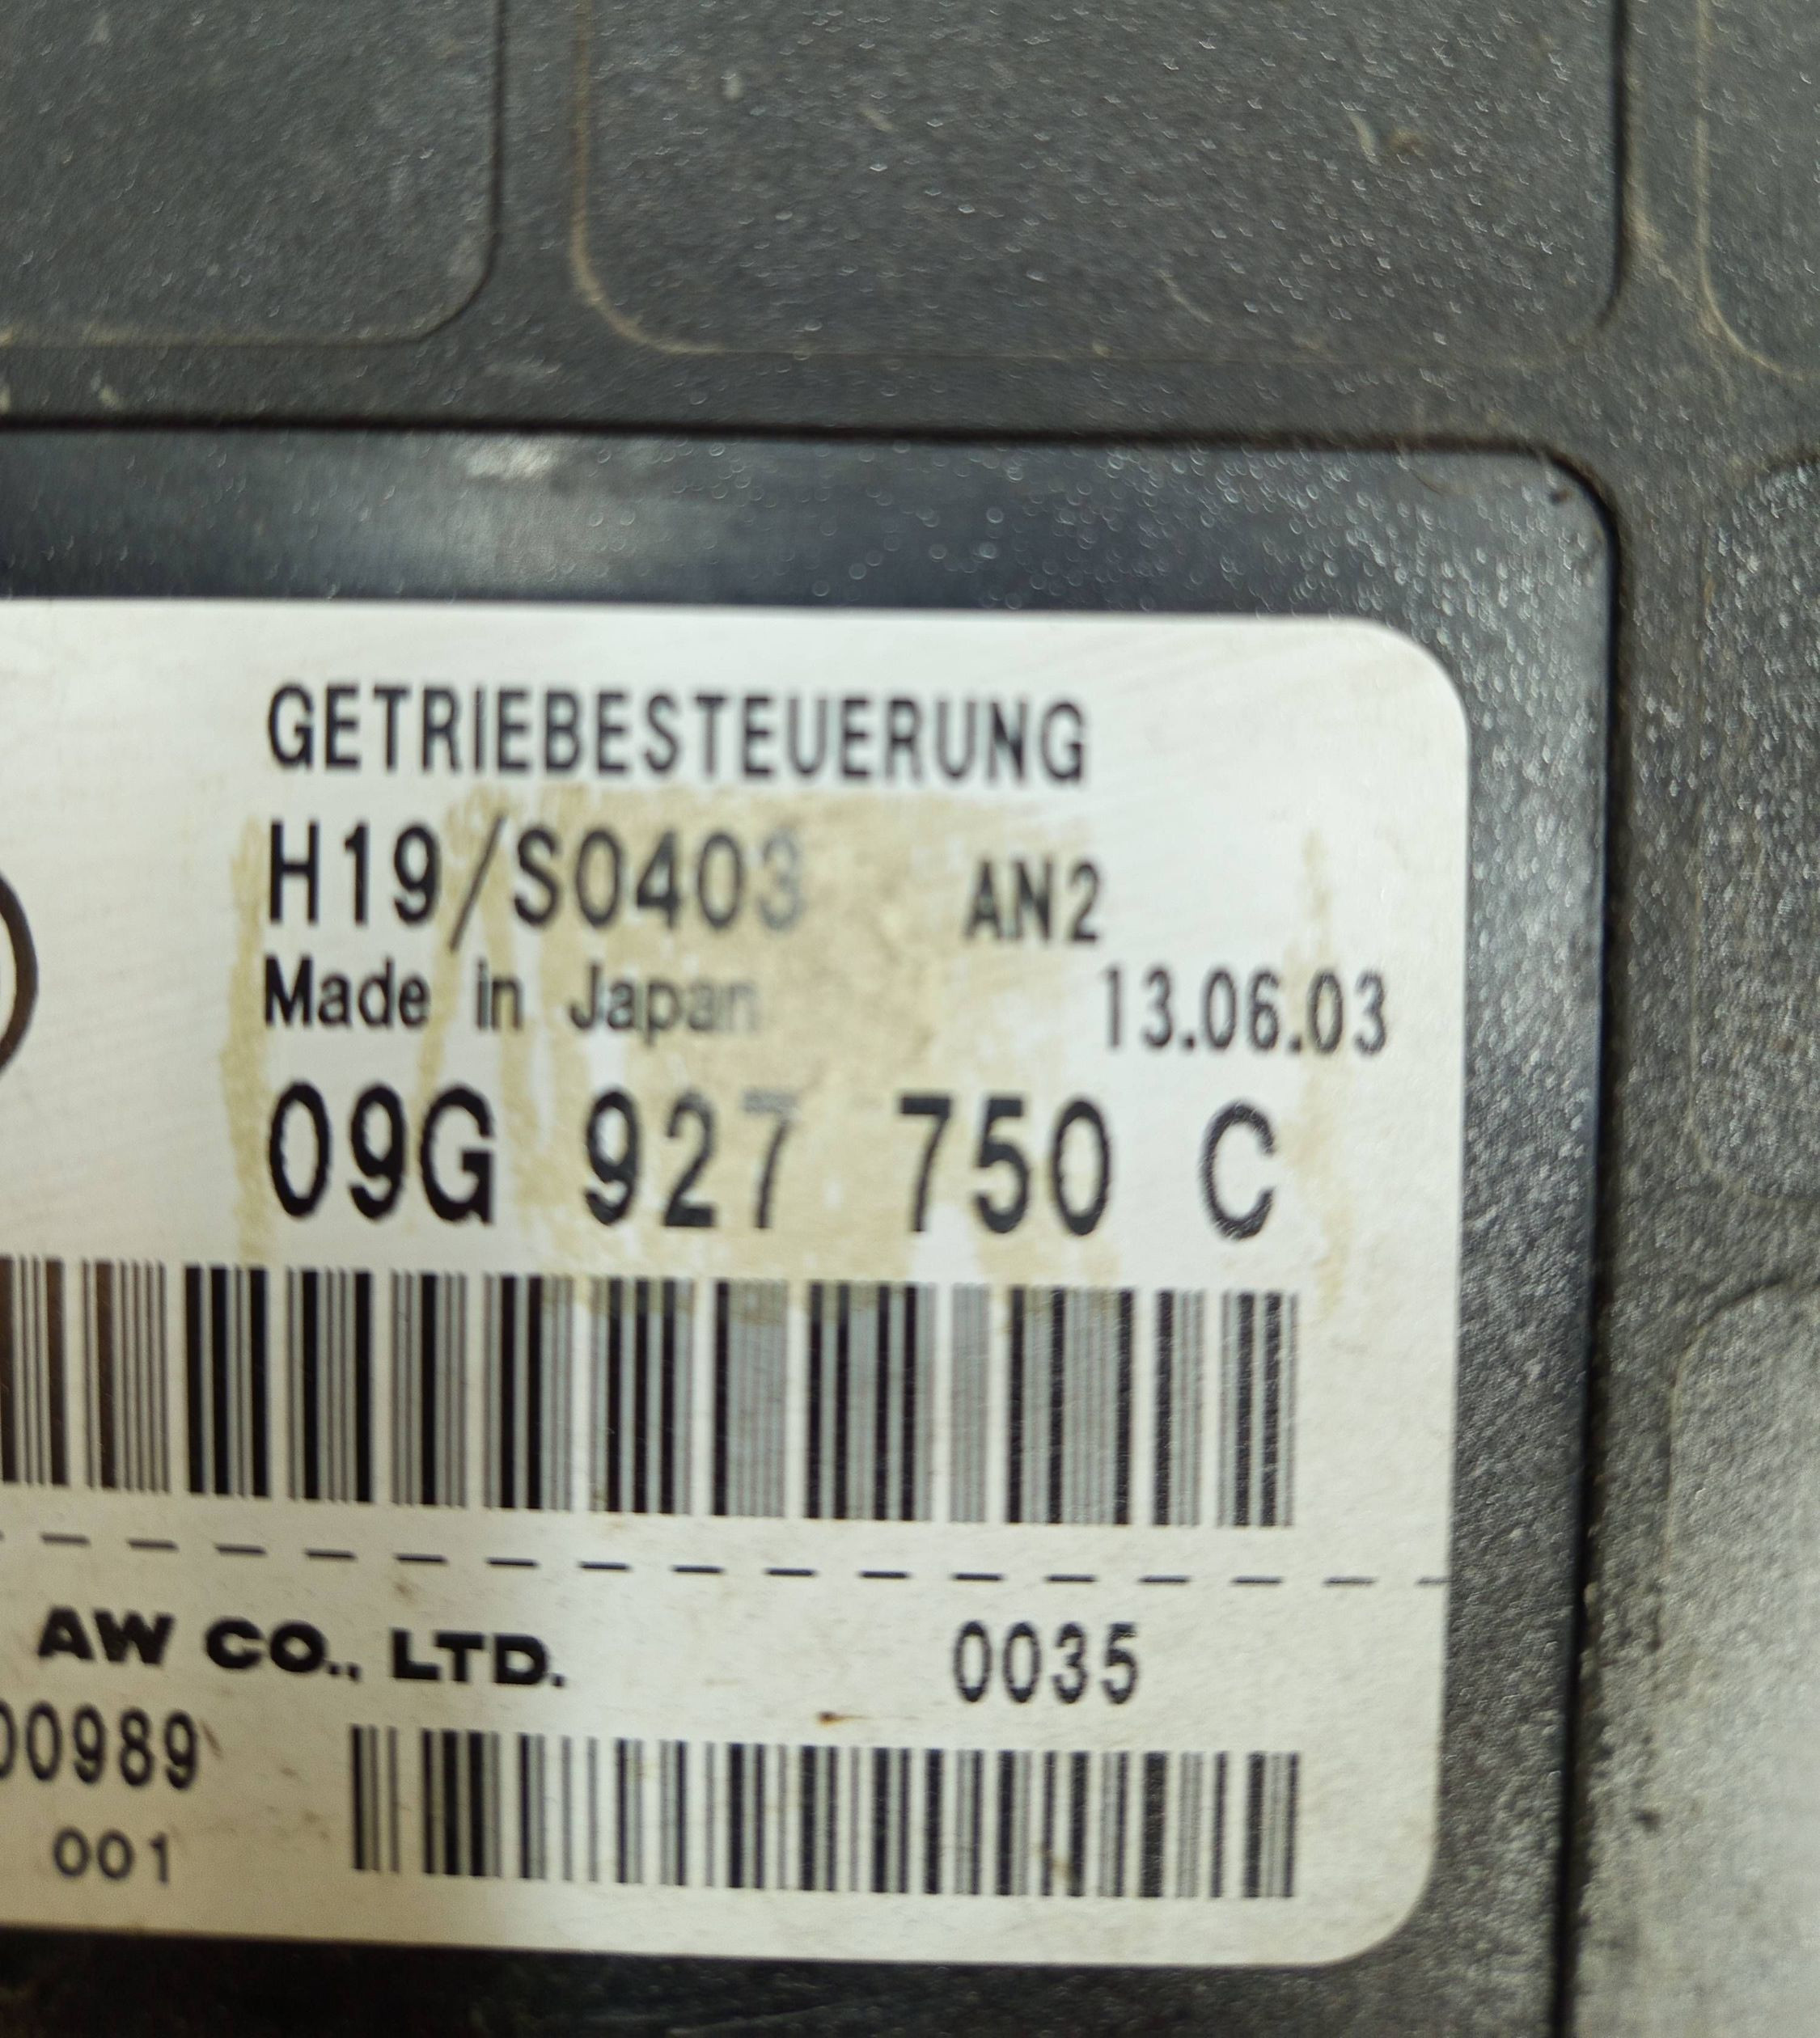 GETRIEBESTEUERUNG
H19/S0403 AN2
Made in Japan 13.06.03
09G 927 750 C
AW CO., LTD. 0035
00989
001